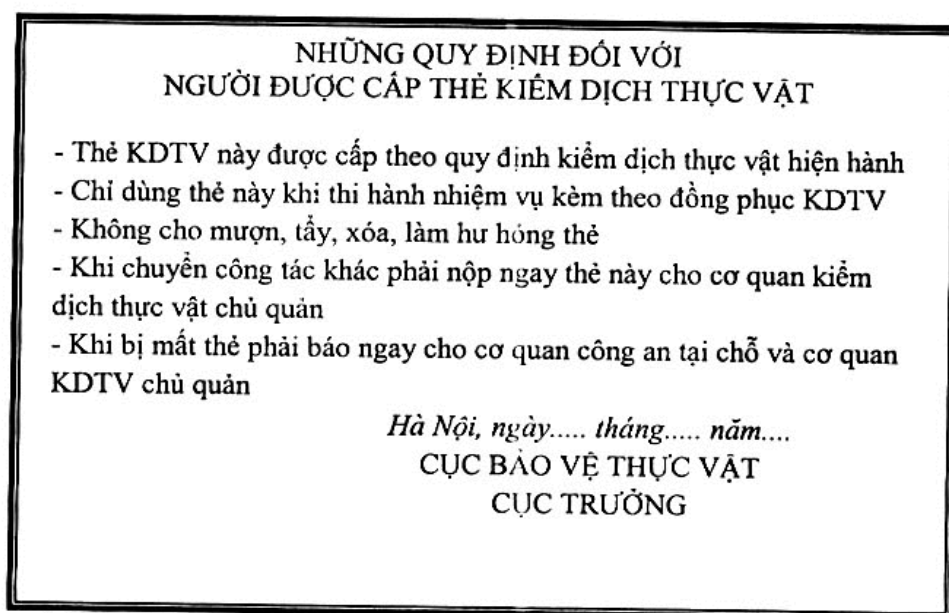 NHỮNG QUY ĐỊNH ĐỐI VỚI
NGƯỜI ĐƯỢC CẤP THẺ KIỂM DỊCH THỰC VẬT
- Thẻ KDTV này được cấp theo quy định kiểm dịch thực vật hiện hành
- Chỉ dùng thẻ này khi thi hành nhiệm vụ kèm theo đồng phục KDTV
- Không cho mượn, tẩy, xóa, làm hư hỏng thẻ
- Khi chuyển công tác khác phải nộp ngay thẻ này cho cơ quan kiểm
dịch thực vật chủ quản
- Khi bị mất thẻ phải báo ngay cho cơ quan công an tại chỗ và cơ quan
KDTV chủ quản
Hà Nội, ngày..... tháng..... năm....
CỤC BẢO VỆ THỰC VẬT
CỤC TRƯỞNG